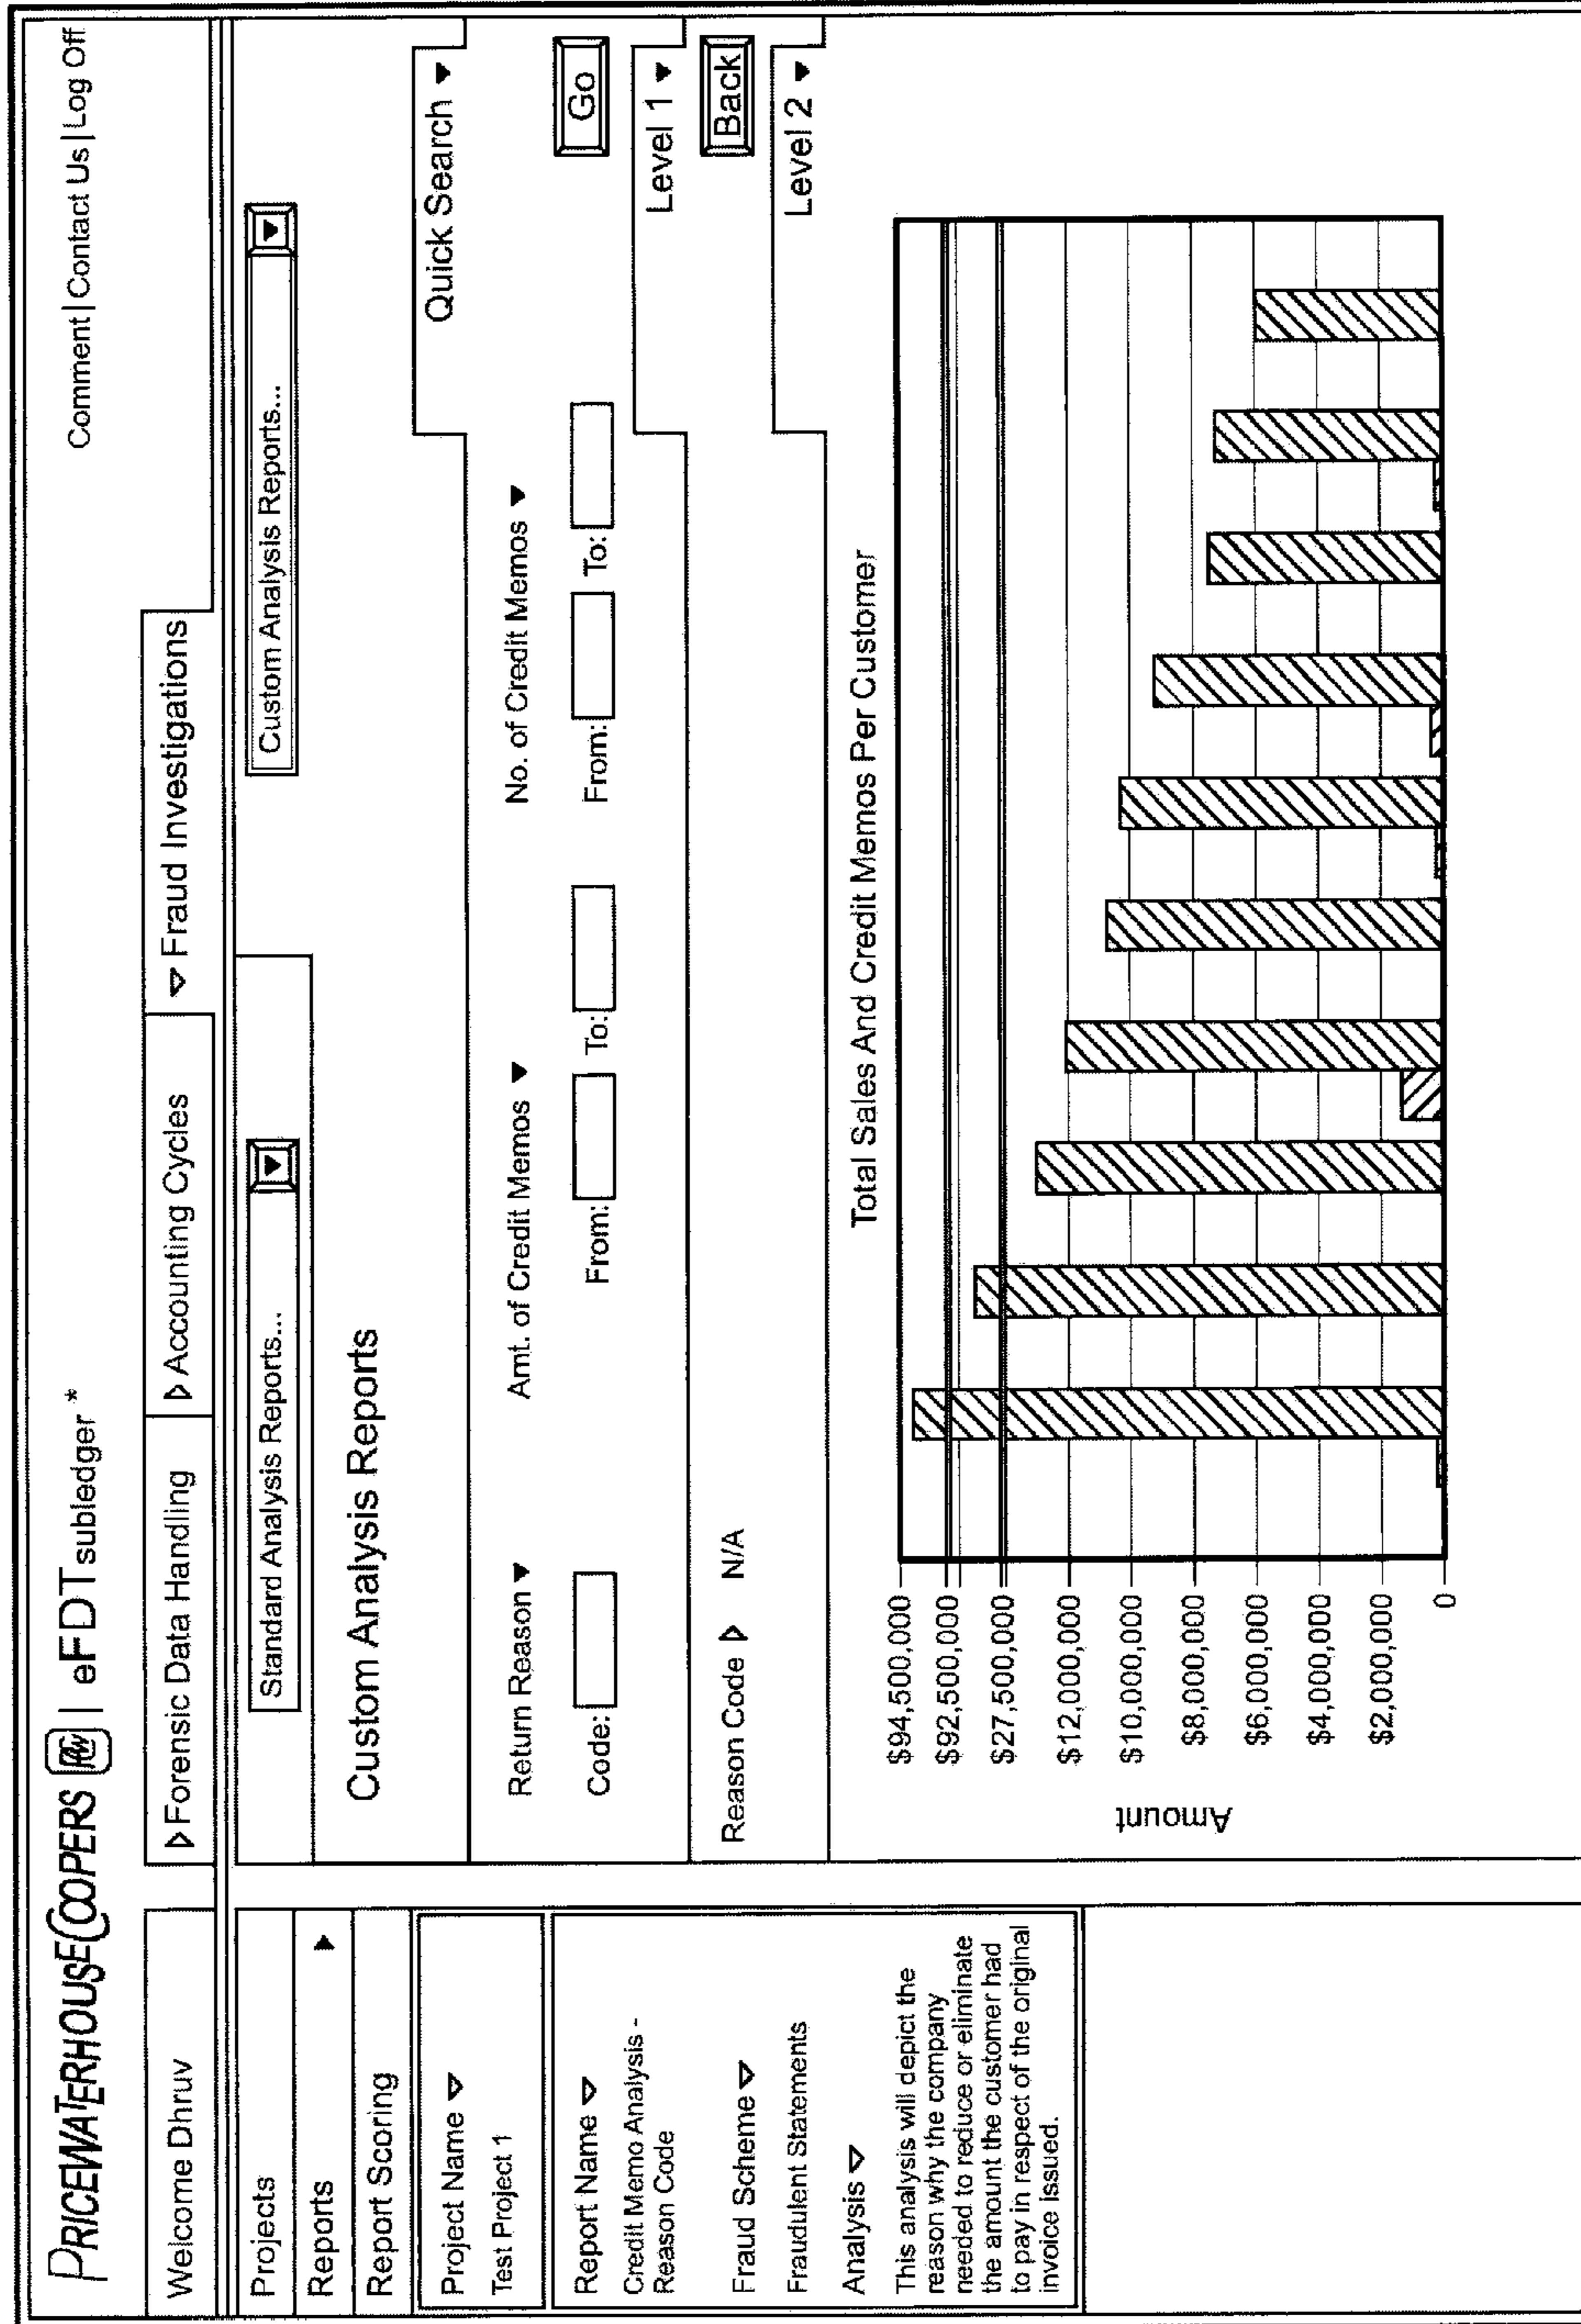 PRICEWATERHOUSECOOPERS PwC | eFDT subledger *
Comment | Contact Us | Log Off
Welcome Dhruv
Forensic Data Handling
Accounting Cycles
Fraud Investigations
Projects
Reports
Report Scoring
Project Name
Test Project 1
Report Name
Credit Memo Analysis -
Reason Code
Fraud Scheme
Fraudulent Statements
Analysis
This analysis will depict the
reason why the company
needed to reduce or eliminate
the amount the customer had
to pay in respect of the original
invoice issued.
Standard Analysis Reports...
Custom Analysis Reports...
Custom Analysis Reports
Quick Search
Return Reason
Amt. of Credit Memos
No. of Credit Memos
Code:
From: To:
From: To:
Go
Level 1
Reason Code N/A
Back
Level 2
Total Sales And Credit Memos Per Customer
Amount
$94,500,000
$92,500,000
$27,500,000
$12,000,000
$10,000,000
$8,000,000
$6,000,000
$4,000,000
$2,000,000
0